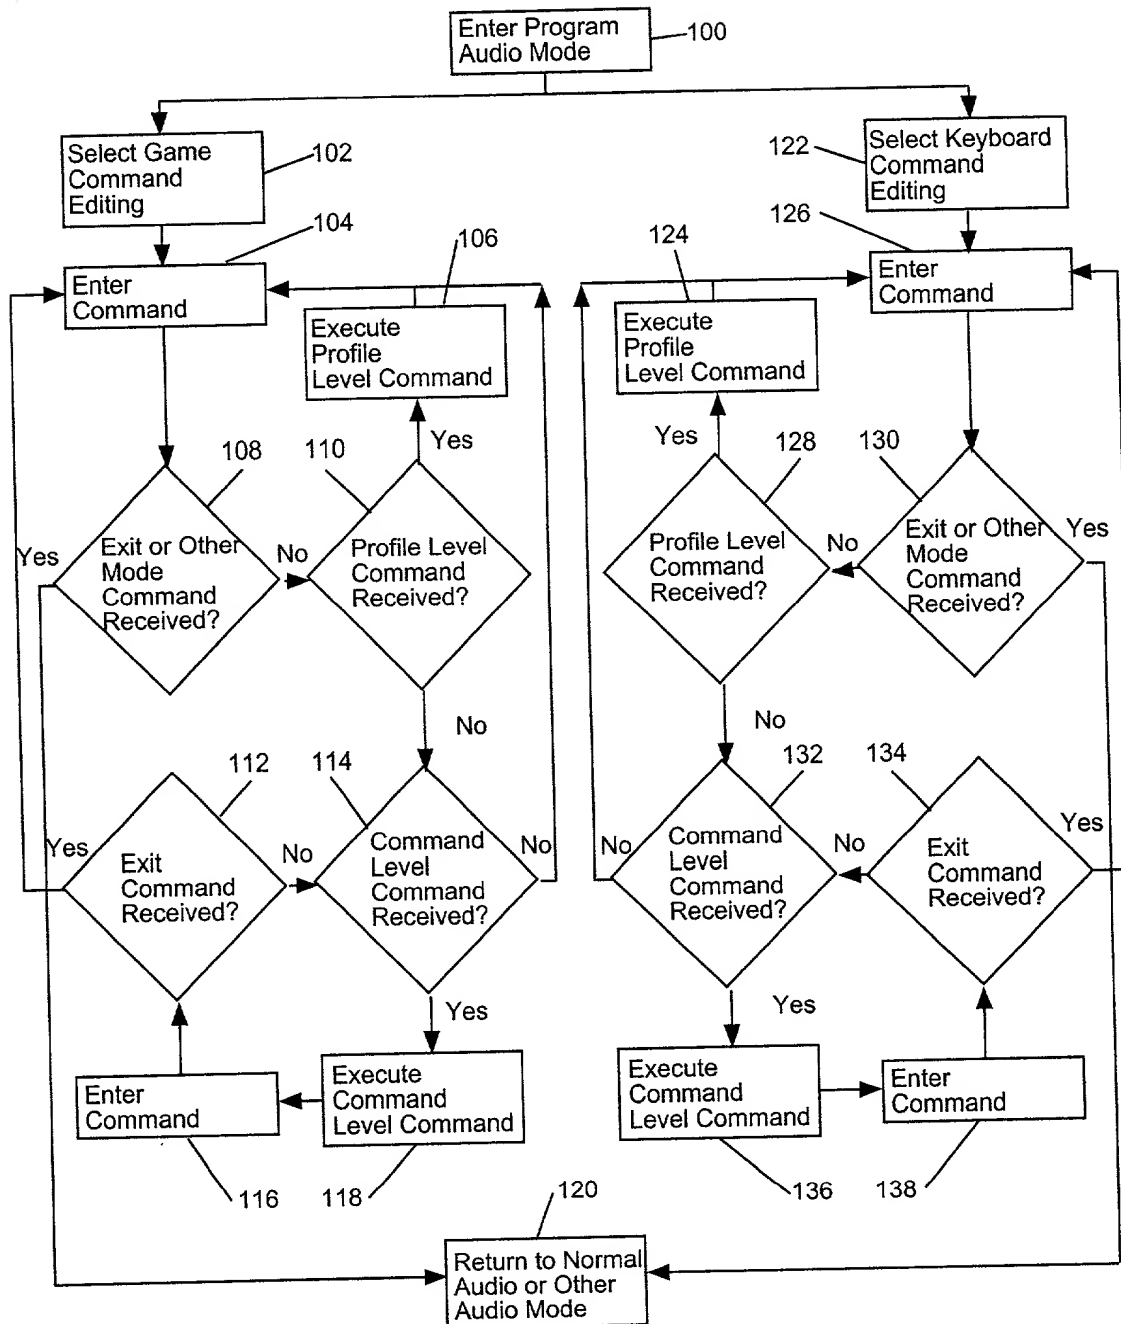 Enter Program
Audio Mode
100
Select Game
Command
Editing
102
122
Select Keyboard
Command
Editing
104
106
124
126
Enter
Command
Execute
Profile
Level Command
Execute
Profile
Level Command
Enter
Command
108
110
Yes
Yes
128
130
Yes
Exit or Other
Mode
Command
Received?
No
Profile Level
Command
Received?
Profile Level
Command
Received?
No
Exit or Other
Mode
Command
Received?
Yes
No
No
112
114
132
134
Yes
Exit
Command
Received?
No
Command
Level
Command
Received?
No
No
Command
Level
Command
Received?
No
Exit
Command
Received?
Yes
Yes
Yes
Enter
Command
Execute
Command
Level Command
Execute
Command
Level Command
Enter
Command
116
118
120
136
138
Return to Normal
Audio or Other
Audio Mode